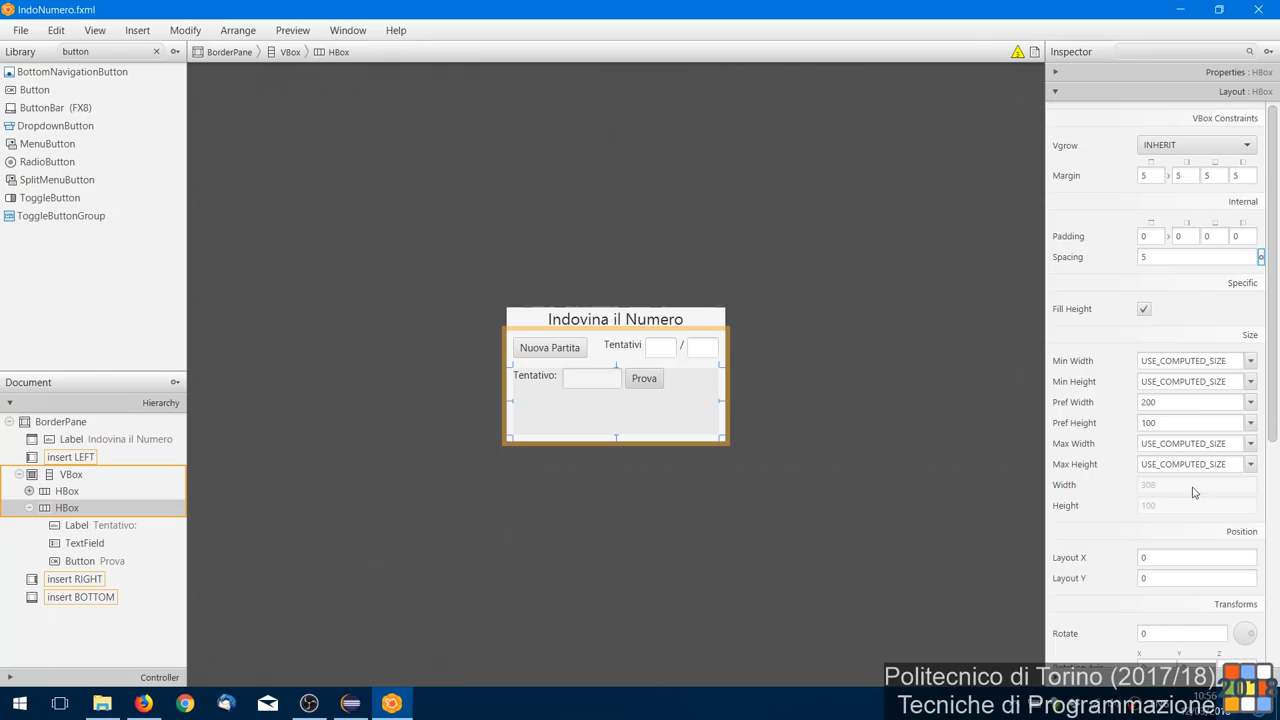 IndoNumero.fxml
File Edit View Insert Arrange Preview Window Help
Library button
BorderPane VBox HBox
Inspector
BottomNavigationButton
Button
ButtonBar (FX8)
DropdownButton
MenuButton
RadioButton
SplitMenuButton
ToggleButton
ToggleButtonGroup
Document
Hierarchy
BorderPane
Label Indovina il Numero
insert LEFT
VBox
HBox
HBox
Label Tentativo:
TextField
Button Prova
insert RIGHT
insert BOTTOM
Controller
Indovina il Numero
Nuova Partita Tentativi /
Tentativo: Prova
Properties : HBox
Layout : HBox
VBox Constraints
Vgrow INHERIT
Margin 5 5 5 5
Internal
Padding 0 0 0 0
Spacing 5
Specific
Fill Height
Size
Min Width USE_COMPUTED_SIZE
Min Height USE_COMPUTED_SIZE
Pref Width 200
Pref Height 100
Max Width USE_COMPUTED_SIZE
Max Height USE_COMPUTED_SIZE
Width 308
Height 100
Position
Layout X 0
Layout Y 0
Transforms
Rotate 0
X Y Z
Politecnico di Torino (2017/18)
Tecniche di Programmazione
2018
10:56